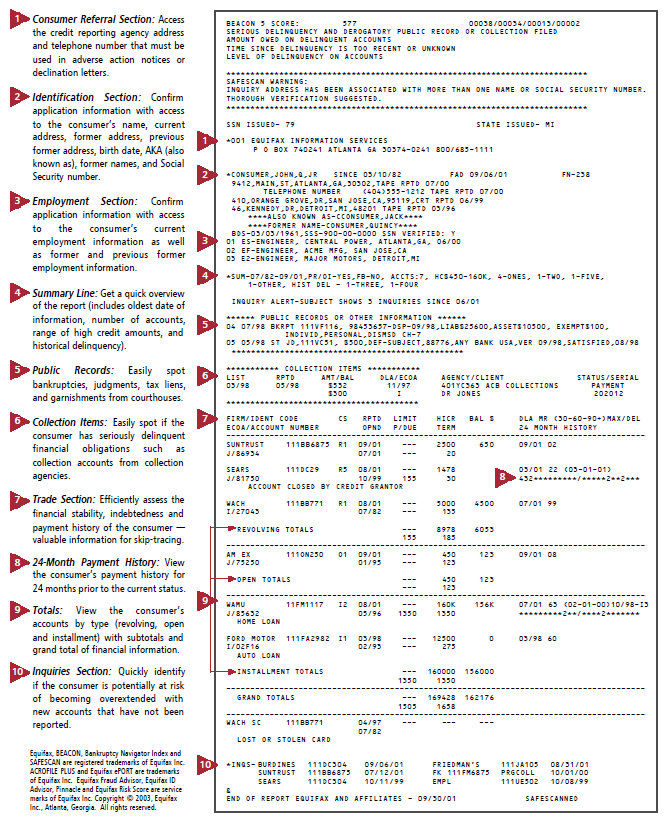 1 Consumer Referral Section: Access
the credit reporting agency address
and telephone number that must be
used in adverse action notices or
declination letters.
2 Identification Section: Confirm
application information with access
to the consumer's name, current
address, former address, previous
former address, birth date, AKA (also
known as), former names, and Social
Security number.
3 Employment Section: Confirm
application information with access
to the consumer's current
employment information as well
as former and previous former
employment information.
4 Summary Line: Get a quick overview
of the report (includes oldest date of
information, number of accounts,
range of high credit amounts, and
historical delinquency).
5 Public Records: Easily spot
bankruptcies, judgments, tax liens,
and garnishments from courthouses.
6 Collection Items: Easily spot if the
consumer has seriously delinquent
financial obligations such as
collection accounts from collection
agencies.
7 Trade Section: Efficiently assess the
financial stability, indebtedness and
payment history of the consumer —
valuable information for skip-tracing.
8 24-Month Payment History: View
the consumer's payment history for
24 months prior to the current status.
9 Totals: View the consumer's
accounts by type (revolving, open
and installment) with subtotals and
grand total of financial information.
10 Inquiries Section: Quickly identify
if the consumer is potentially at risk
of becoming overextended with
new accounts that have not been
reported.
Equifax, BEACON, Bankruptcy Navigator Index and
SAFESCAN are registered trademarks of Equifax Inc.
ACROFILE PLUS and Equifax ePORT are trademarks
of Equifax Inc. Equifax Fraud Advisor, Equifax ID
Advisor, Pinnacle and Equifax Risk Score are service
marks of Equifax Inc. Copyright © 2003, Equifax
Inc., Atlanta, Georgia. All rights reserved.
BEACON 5 SCORE: 577 00038/00034/00013/00002
SERIOUS DELINQUENCY AND DEROGATORY PUBLIC RECORD OR COLLECTION FILED
AMOUNT OWED ON DELINQUENT ACCOUNTS
TIME SINCE DELINQUENCY IS TOO RECENT OR UNKNOWN
LEVEL OF DELINQUENCY ON ACCOUNTS
SAFESCAN WARNING:
INQUIRY ADDRESS HAS BEEN ASSOCIATED WITH MORE THAN ONE NAME OR SOCIAL SECURITY NUMBER.
THOROUGH VERIFICATION SUGGESTED.
SSN ISSUED- 79 STATE ISSUED- MI
1 *001 EQUIFAX INFORMATION SERVICES
P O BOX 740241 ATLANTA GA 30374-0241 800/685-1111
2 *CONSUMER,JOHN,Q,JR SINCE 03/10/82 FAD 09/06/01 FN-238
9412,MAIN,ST,ATLANTA,GA,30302,TAPE RPTD 07/00
TELEPHONE NUMBER (404)555-1212 TAPE RPTD 07/00
410,ORANGE GROVE,DR,SAN JOSE,CA,95119,CRT RPTD 06/99
46,KENNEDY,DR,DETROIT,MI,48201 TAPE RPTD 03/96
****ALSO KNOWN AS-CCONSUMER,JACK****
****FORMER NAME-CONSUMER,QUINCY****
BDS-03/03/1961,SSS-900-00-0000 SSN VERIFIED: Y
3 01 ES-ENGINEER, CENTRAL POWER, ATLANTA,GA, 06/00
02 EF-ENGINEER, ACME MFG, SAN JOSE,CA
03 E2-ENGINEER, MAJOR MOTORS, DETROIT,MI
4 *SUM-07/82-09/01,PR/OI-YES,FB-NO, ACCTS:7, HC$450-160K, 4-ONES, 1-TWO, 1-FIVE,
1-OTHER, HIST DEL - 1-THREE, 1-FOUR
INQUIRY ALERT-SUBJECT SHOWS 3 INQUIRIES SINCE 06/01
****** PUBLIC RECORDS OR OTHER INFORMATION ******
5 04 07/98 BKRPT 111VF116, 98453657-DSP-09/98,LIAB$25600,ASSET$10500, EXEMPT$100,
INDIVID,PERSONAL,DISMSD CH-7
05 05/98 ST JD,111VC31, $500,DEF-SUBJECT,88776,ANY BANK USA,VER 09/98,SATISFIED,08/98
*********** COLLECTION ITEMS ***********
6 LIST RPTD AMT/BAL DLA/ECOA AGENCY/CLIENT STATUS/SERIAL
03/98 05/98 $332 11/97 401YC363 ACB COLLECTIONS PAYMENT
$300 I DR JONES 202012
7 FIRM/IDENT CODE CS RPTD LIMIT HICR BAL $ DLA MR (30-60-90+)MAX/DEL
ECOA/ACCOUNT NUMBER OPND P/DUE TERM 24 MONTH HISTORY
SUNTRUST 111BB6875 R1 09/01 --- 2500 650 09/01 02
J/86934 07/01 --- 20
SEARS 111DC29 R5 08/01 --- 1478 03/01 22 (03-01-01)
J/81750 10/99 155 30 8 432*********/*****2**2***
ACCOUNT CLOSED BY CREDIT GRANTOR
WACH 111BB771 R1 08/01 --- 5000 4500 07/01 99
I/27043 07/82 --- 135
REVOLVING TOTALS --- 8978 6053
155 185
AM EX 111ON250 O1 09/01 --- 450 123 09/01 08
J/75250 01/95 --- 123
OPEN TOTALS --- 450 123
--- 123
9 WAMU 11FM1117 I2 08/01 --- 160K 156K 07/01 63 (02-01-00)10/98-I3
J/85632 05/96 1350 1350 *********2**/****2*******
HOME LOAN
FORD MOTOR 111FA2982 I1 03/98 --- 12500 0 03/98 60
I/02F16 02/93 --- 275
AUTO LOAN
INSTALLMENT TOTALS --- 160000 156000
1350 1350
GRAND TOTALS --- 169428 162176
1505 1658
WACH SC 111BB771 04/97 --- --- ---
07/82
LOST OR STOLEN CARD
10 *INQS-BURDINES 111DC504 09/06/01 FRIEDMAN'S 111JA105 08/31/01
SUNTRUST 111BB6875 07/12/01 FK 111FM6875 PRGCOLL 10/01/00
SEARS 111DC504 10/11/99 EMPL 111UE502 10/08/99
&
END OF REPORT EQUIFAX AND AFFILIATES - 09/30/01 SAFESCANNED